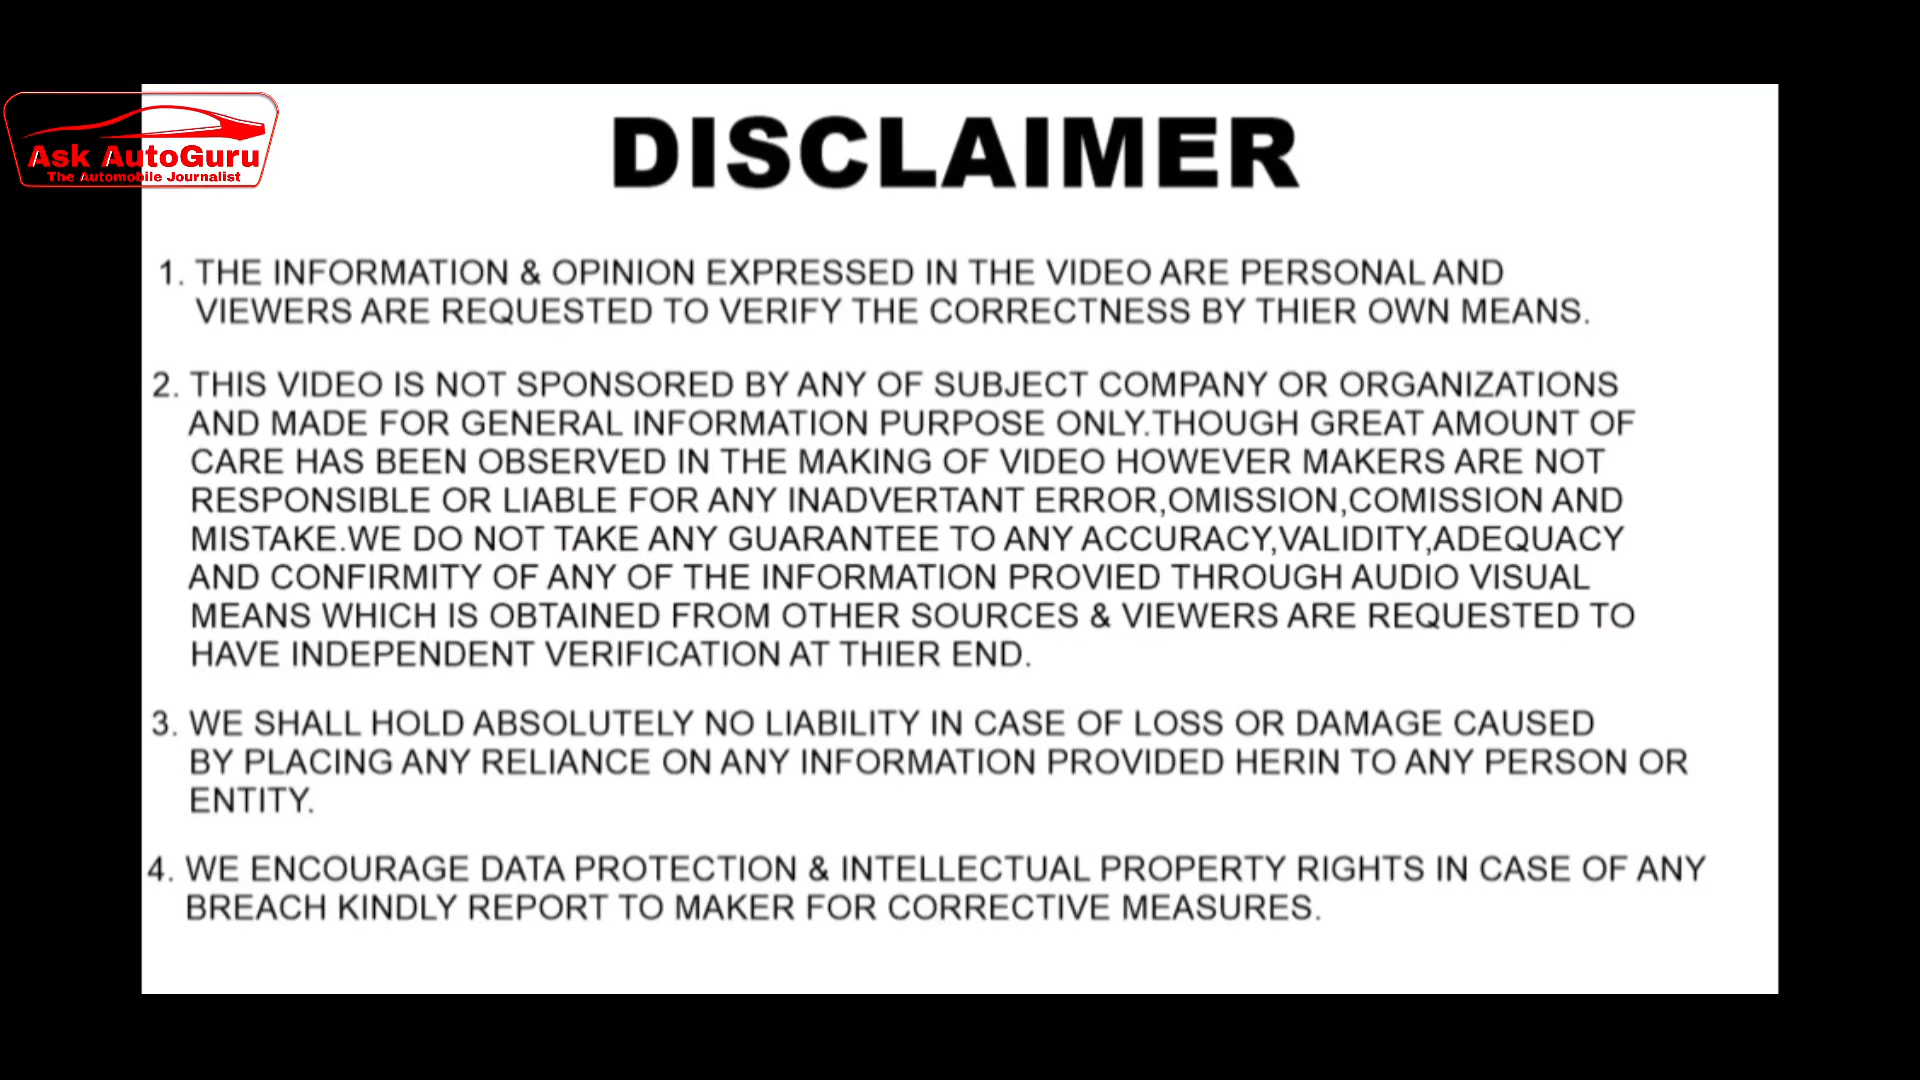 Ask AutoGuru
The Automobile Journalist
DISCLAIMER
1. THE INFORMATION & OPINION EXPRESSED IN THE VIDEO ARE PERSONAL AND
VIEWERS ARE REQUESTED TO VERIFY THE CORRECTNESS BY THIER OWN MEANS.
2. THIS VIDEO IS NOT SPONSORED BY ANY OF SUBJECT COMPANY OR ORGANIZATIONS
AND MADE FOR GENERAL INFORMATION PURPOSE ONLY.THOUGH GREAT AMOUNT OF
CARE HAS BEEN OBSERVED IN THE MAKING OF VIDEO HOWEVER MAKERS ARE NOT
RESPONSIBLE OR LIABLE FOR ANY INADVERTANT ERROR,OMISSION,COMISSION AND
MISTAKE.WE DO NOT TAKE ANY GUARANTEE TO ANY ACCURACY,VALIDITY,ADEQUACY
AND CONFIRMITY OF ANY OF THE INFORMATION PROVIED THROUGH AUDIO VISUAL
MEANS WHICH IS OBTAINED FROM OTHER SOURCES & VIEWERS ARE REQUESTED TO
HAVE INDEPENDENT VERIFICATION AT THIER END.
3. WE SHALL HOLD ABSOLUTELY NO LIABILITY IN CASE OF LOSS OR DAMAGE CAUSED
BY PLACING ANY RELIANCE ON ANY INFORMATION PROVIDED HERIN TO ANY PERSON OR
ENTITY.
4. WE ENCOURAGE DATA PROTECTION & INTELLECTUAL PROPERTY RIGHTS IN CASE OF ANY
BREACH KINDLY REPORT TO MAKER FOR CORRECTIVE MEASURES.